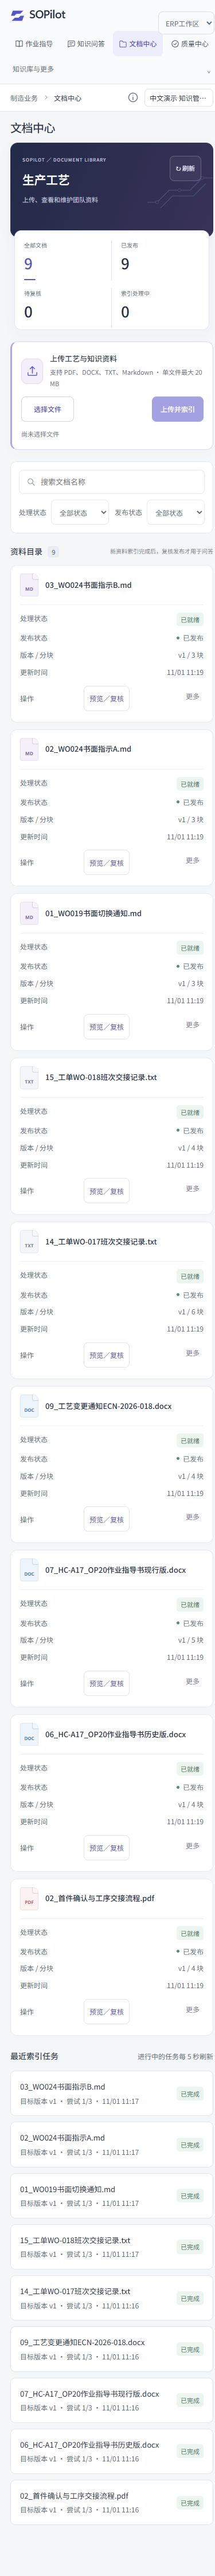 SOPilot
ERP工作区
作业指导
知识问答
文档中心
质量中心
知识库与更多
制造业务 › 文档中心
中文演示 知识管…
文档中心
SOPILOT / DOCUMENT LIBRARY
生产工艺
上传、查看和维护团队资料
↻ 刷新
全部文档
9
已发布
9
待复核
0
索引处理中
0
上传工艺与知识资料
支持 PDF、DOCX、TXT、Markdown · 单文件最大 20
MB
选择文件
上传并索引
尚未选择文件
搜索文档名称
处理状态 全部状态
发布状态 全部状态
资料目录 9
新资料索引完成后，复核发布才用于问答
MD 03_WO024书面指示B.md
处理状态 已就绪
发布状态 已发布
版本 / 分块 v1 / 3 块
更新时间 11/01 11:19
操作 预览／复核 更多
MD 02_WO024书面指示A.md
处理状态 已就绪
发布状态 已发布
版本 / 分块 v1 / 3 块
更新时间 11/01 11:19
操作 预览／复核 更多
MD 01_WO019书面切换通知.md
处理状态 已就绪
发布状态 已发布
版本 / 分块 v1 / 3 块
更新时间 11/01 11:19
操作 预览／复核 更多
TXT 15_工单WO-018班次交接记录.txt
处理状态 已就绪
发布状态 已发布
版本 / 分块 v1 / 4 块
更新时间 11/01 11:19
操作 预览／复核 更多
TXT 14_工单WO-017班次交接记录.txt
处理状态 已就绪
发布状态 已发布
版本 / 分块 v1 / 6 块
更新时间 11/01 11:19
操作 预览／复核 更多
DOC 09_工艺变更通知ECN-2026-018.docx
处理状态 已就绪
发布状态 已发布
版本 / 分块 v1 / 4 块
更新时间 11/01 11:19
操作 预览／复核 更多
DOC 07_HC-A17_OP20作业指导书现行版.docx
处理状态 已就绪
发布状态 已发布
版本 / 分块 v1 / 5 块
更新时间 11/01 11:19
操作 预览／复核 更多
DOC 06_HC-A17_OP20作业指导书历史版.docx
处理状态 已就绪
发布状态 已发布
版本 / 分块 v1 / 4 块
更新时间 11/01 11:19
操作 预览／复核 更多
PDF 02_首件确认与工序交接流程.pdf
处理状态 已就绪
发布状态 已发布
版本 / 分块 v1 / 4 块
更新时间 11/01 11:19
操作 预览／复核 更多
最近索引任务
进行中的任务每 5 秒刷新
03_WO024书面指示B.md
目标版本 v1 · 尝试 1/3 · 11/01 11:17
已完成
02_WO024书面指示A.md
目标版本 v1 · 尝试 1/3 · 11/01 11:17
已完成
01_WO019书面切换通知.md
目标版本 v1 · 尝试 1/3 · 11/01 11:17
已完成
15_工单WO-018班次交接记录.txt
目标版本 v1 · 尝试 1/3 · 11/01 11:17
已完成
14_工单WO-017班次交接记录.txt
目标版本 v1 · 尝试 1/3 · 11/01 11:16
已完成
09_工艺变更通知ECN-2026-018.docx
目标版本 v1 · 尝试 1/3 · 11/01 11:16
已完成
07_HC-A17_OP20作业指导书现行版.docx
目标版本 v1 · 尝试 1/3 · 11/01 11:16
已完成
06_HC-A17_OP20作业指导书历史版.docx
目标版本 v1 · 尝试 1/3 · 11/01 11:16
已完成
02_首件确认与工序交接流程.pdf
目标版本 v1 · 尝试 1/3 · 11/01 11:16
已完成